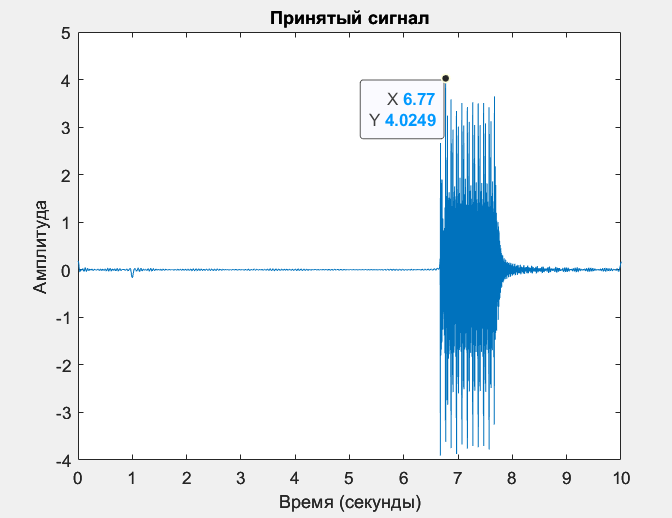 Принятый сигнал
5
4
3
2
1
0
-1
-2
-3
-4
Амплитуда
X 6.77
Y 4.0249
0 1 2 3 4 5 6 7 8 9 10
Время (секунды)